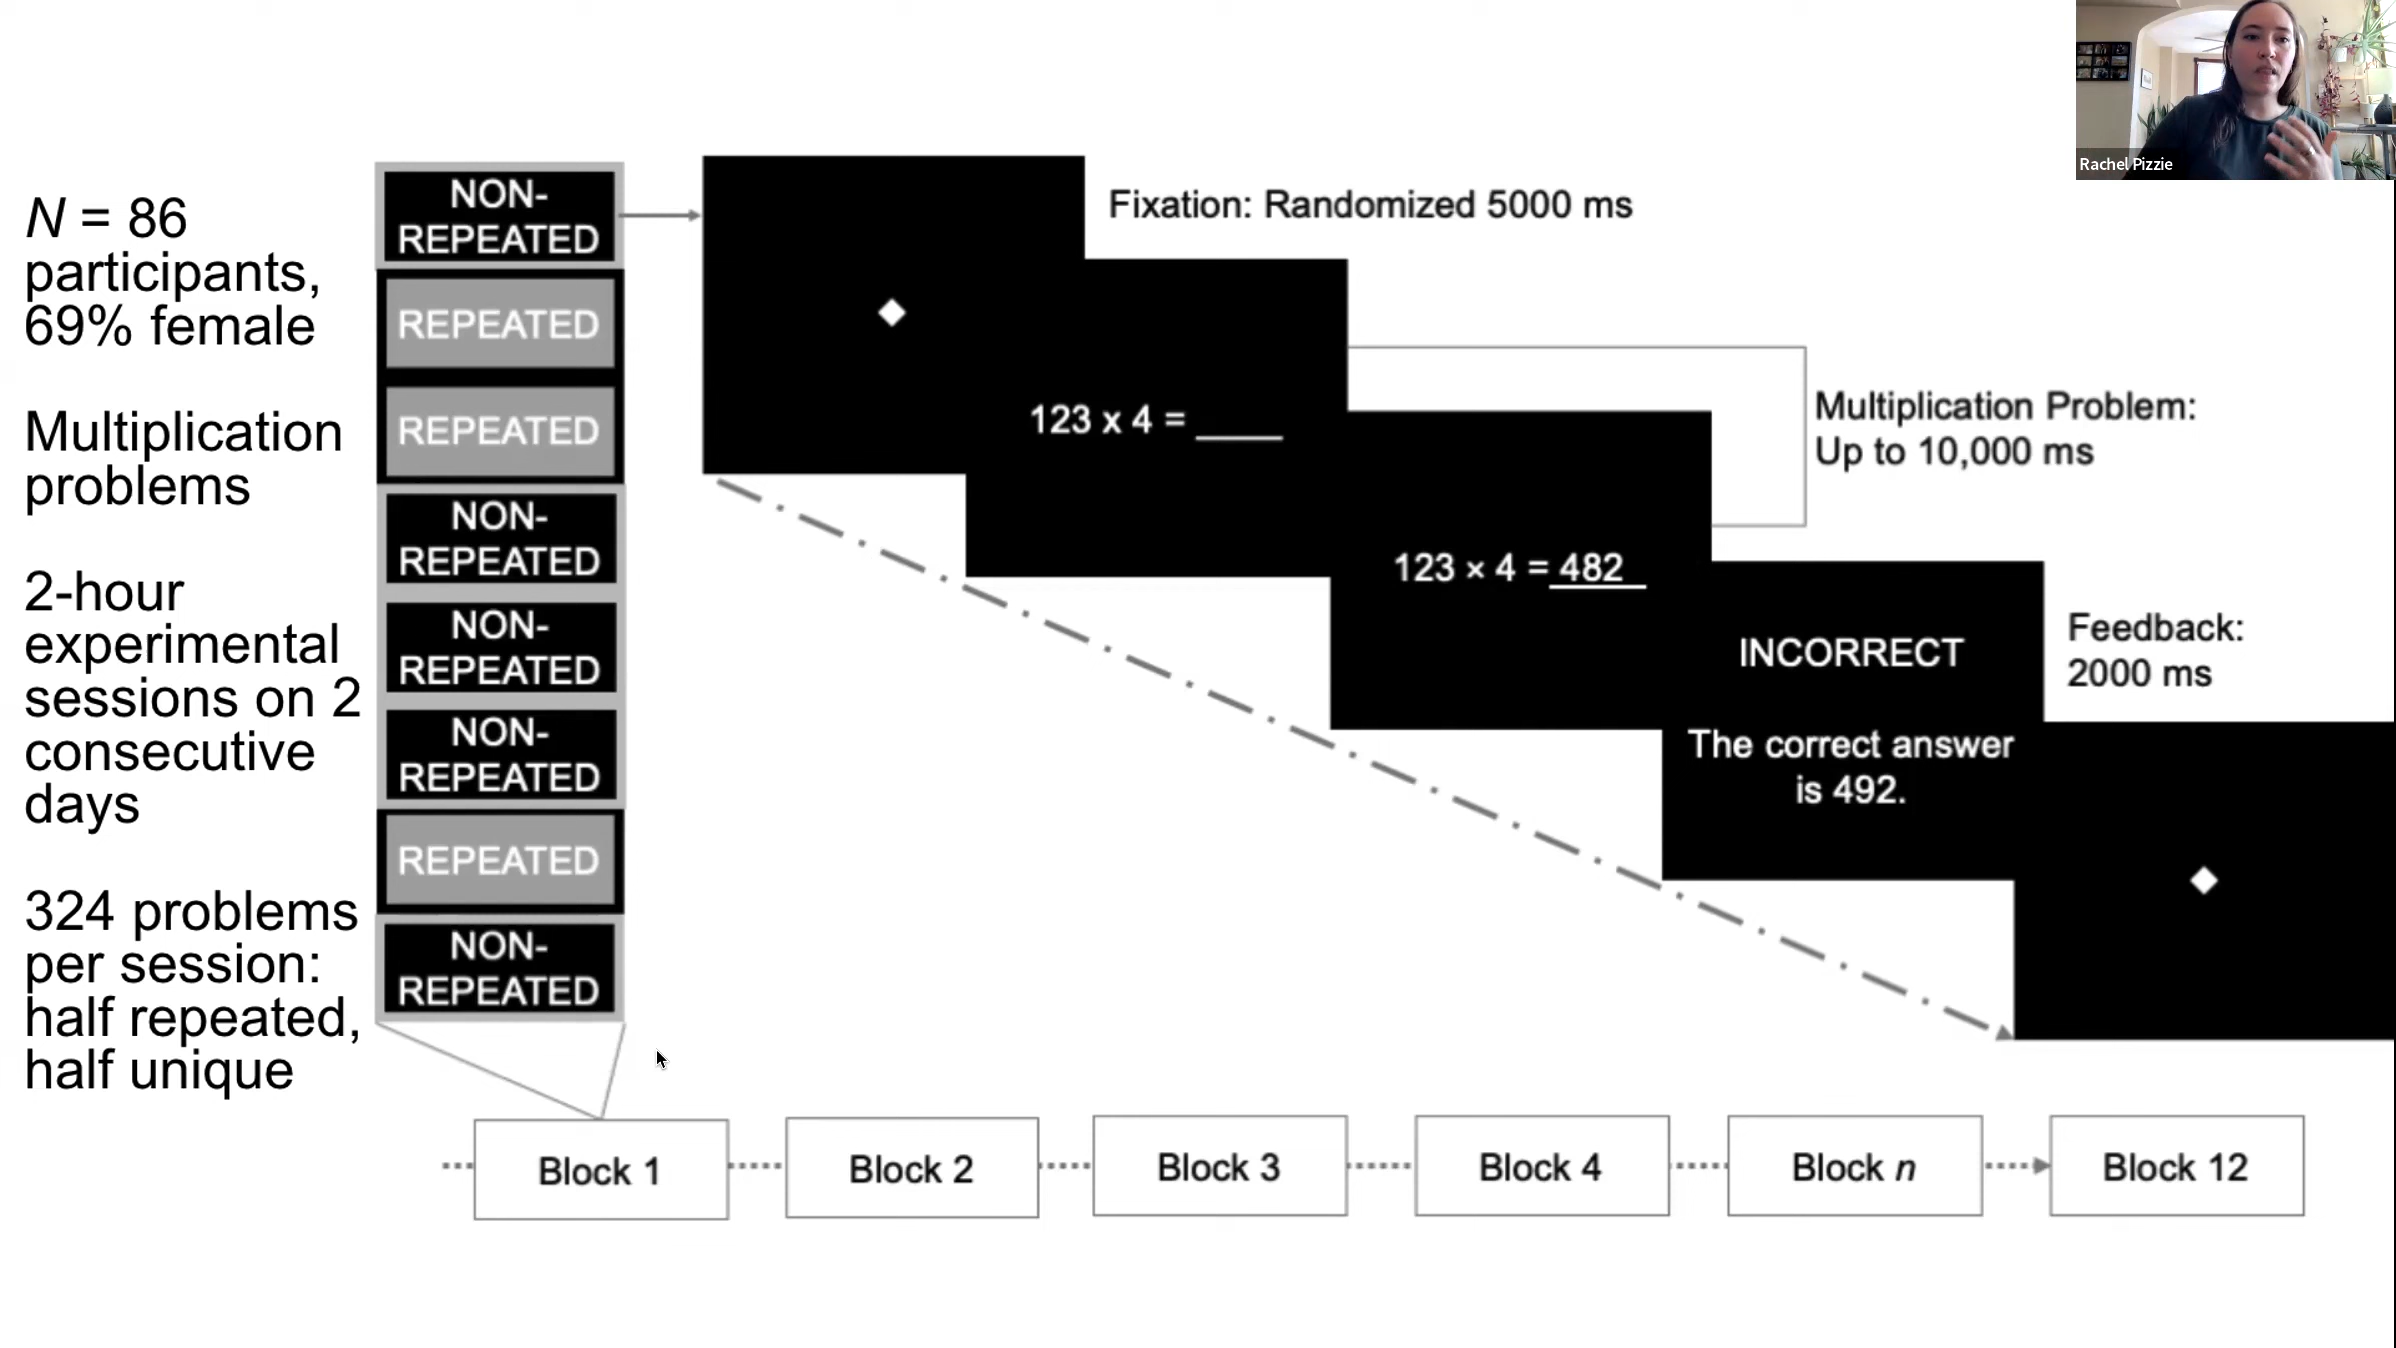 Rachel Pizzie
N = 86
participants,
69% female
Multiplication
problems
2-hour
experimental
sessions on 2
consecutive
days
324 problems
per session:
half repeated,
half unique
NON-
REPEATED
REPEATED
REPEATED
NON-
REPEATED
NON-
REPEATED
NON-
REPEATED
REPEATED
NON-
REPEATED
Fixation: Randomized 5000 ms
123 x 4 = ____
Multiplication Problem:
Up to 10,000 ms
123 × 4 = 482
INCORRECT
The correct answer
is 492.
Feedback:
2000 ms
Block 1
Block 2
Block 3
Block 4
Block n
Block 12